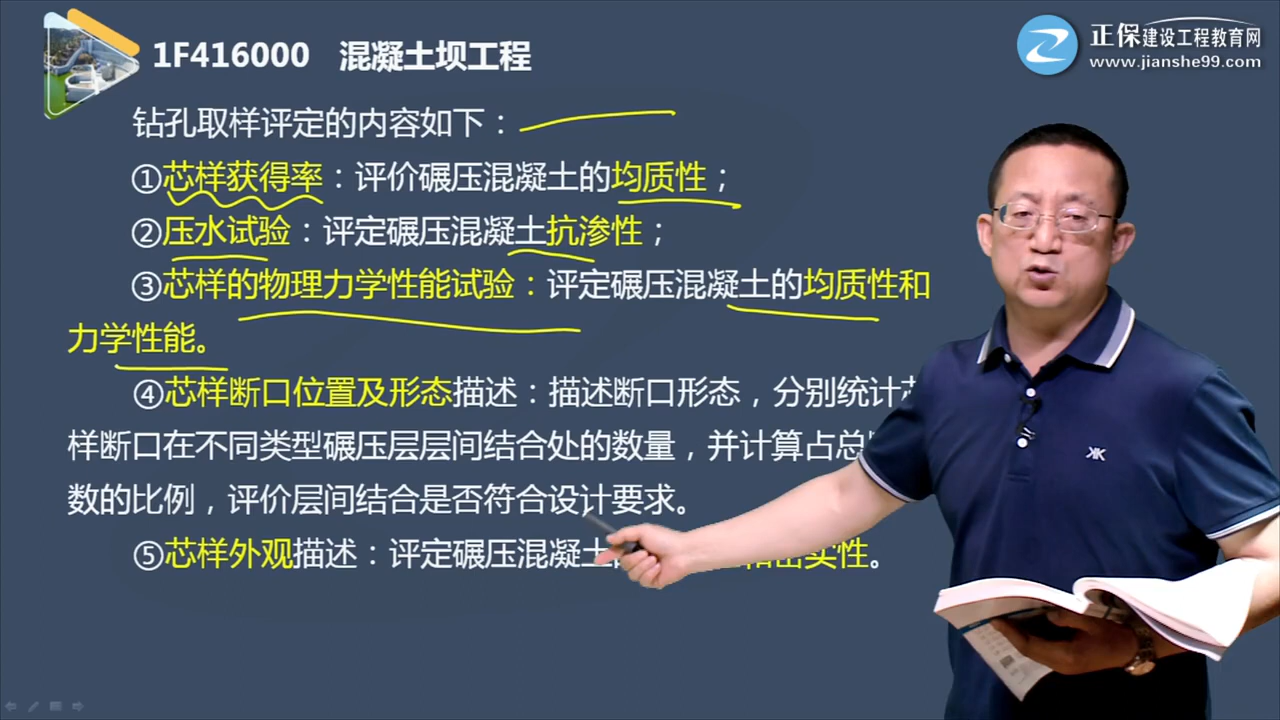 1F416000 混凝土坝工程
正保建设工程教育网
www.jianshe99.com
钻孔取样评定的内容如下：
①芯样获得率：评价碾压混凝土的均质性；
②压水试验：评定碾压混凝土抗渗性；
③芯样的物理力学性能试验：评定碾压混凝土的均质性和
力学性能。
④芯样断口位置及形态描述：描述断口形态，分别统计芯
样断口在不同类型碾压层层间结合处的数量，并计算占总
数的比例，评价层间结合是否符合设计要求。
⑤芯样外观描述：评定碾压混凝土 实性。